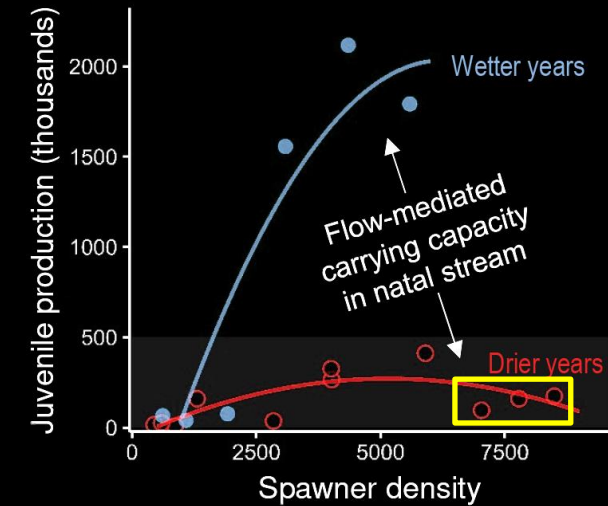 Juvenile production (thousands)
2000
1500
1000
500
0
Wetter years
Flow-mediated
carrying capacity
in natal stream
Drier years
0
2500
5000
7500
Spawner density